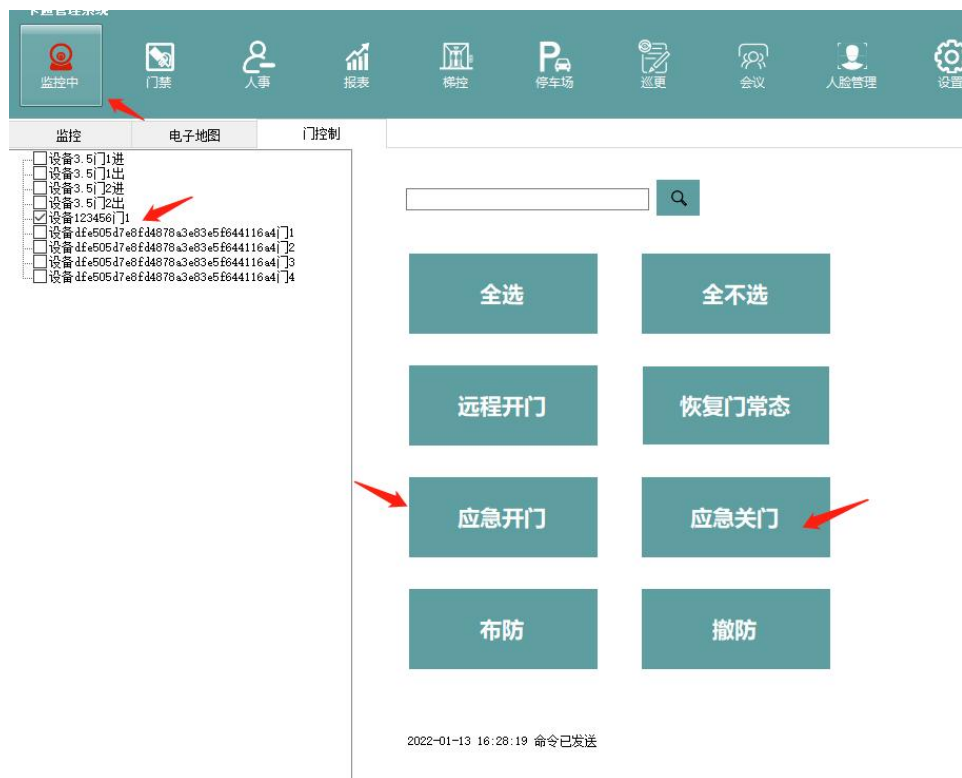 卡通管理系统
监控中
门禁
人事
报表
梯控
停车场
巡更
会议
人脸管理
设置
监控
电子地图
门控制
设备3.5门1进
设备3.5门1出
设备3.5门2进
设备3.5门2出
设备123456门1
设备dfe505d7e8fd4878a3e83e5f644116a4门1
设备dfe505d7e8fd4878a3e83e5f644116a4门2
设备dfe505d7e8fd4878a3e83e5f644116a4门3
设备dfe505d7e8fd4878a3e83e5f644116a4门4
全选
全不选
远程开门
恢复门常态
应急开门
应急关门
布防
撤防
2022-01-13 16:28:19 命令已发送